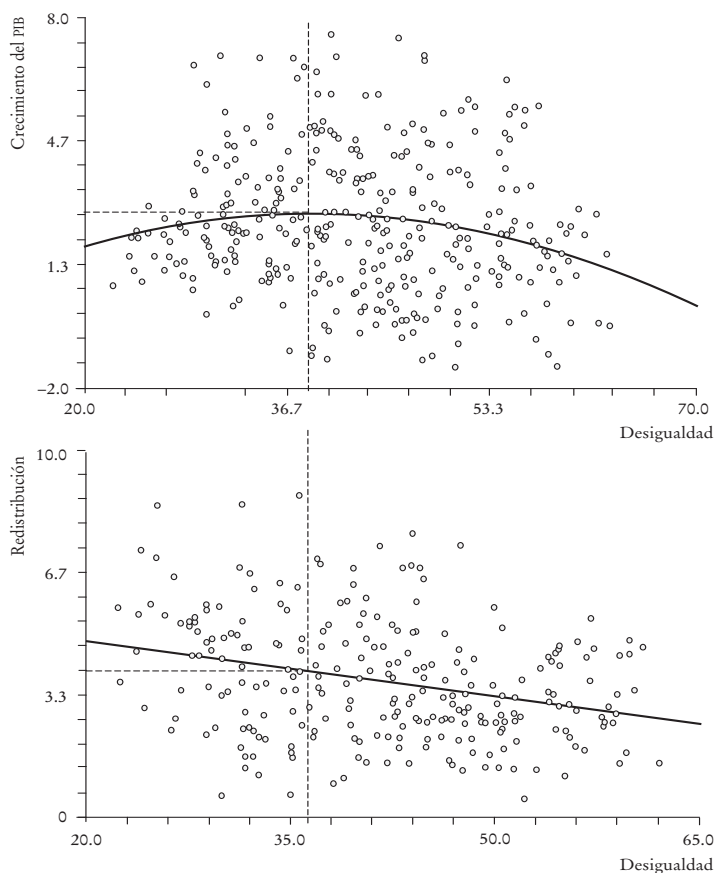 Crecimiento del PIB
8.0
4.7
1.3
–2.0
20.0 36.7 53.3 70.0
Desigualdad
Redistribución
10.0
6.7
3.3
0
20.0 35.0 50.0 65.0
Desigualdad